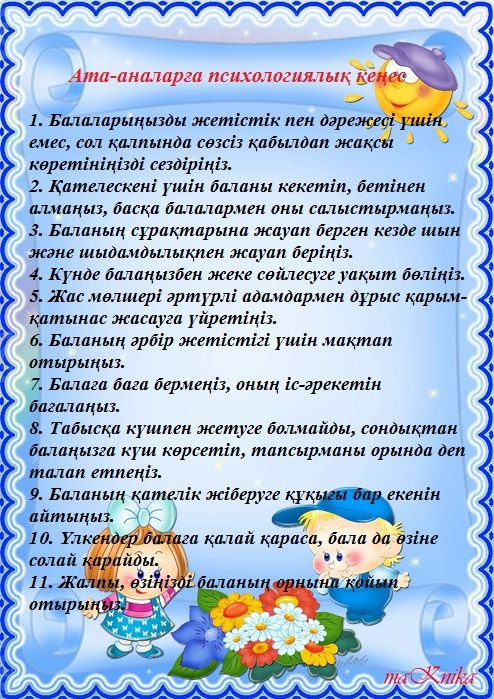 Ата-аналарға психологиялық кеңес
1. Балаларыңызды жетістік пен дәрежесі үшін
емес, сол қалпында сөзсіз қабылдап жақсы
көретініңізді сездіріңіз.
2. Қателескені үшін баланы кекетіп, бетінен
алмаңыз, басқа балалармен оны салыстырмаңыз.
3. Баланың сұрақтарына жауап берген кезде шын
және шыдамдылықпен жауап беріңіз.
4. Күнде балаңызбен жеке сөйлесуге уақыт бөліңіз.
5. Жас мөлшері әртүрлі адамдармен дұрыс қарым-
қатынас жасауға үйретіңіз.
6. Баланың әрбір жетістігі үшін мақтап
отырыңыз.
7. Балаға баға бермеңіз, оның іс-әрекетін
бағалаңыз.
8. Табысқа күшпен жетуге болмайды, сондықтан
балаңызға күш көрсетіп, тапсырманы орында деп
талап етпеңіз.
9. Баланың қателік жіберуге құқығы бар екенін
айтыңыз.
10. Үлкендер балаға қалай қараса, бала да өзіне
солай қарайды.
11. Жалпы, өзіңізді баланың орнына қойып
отырыңыз.
maKnika